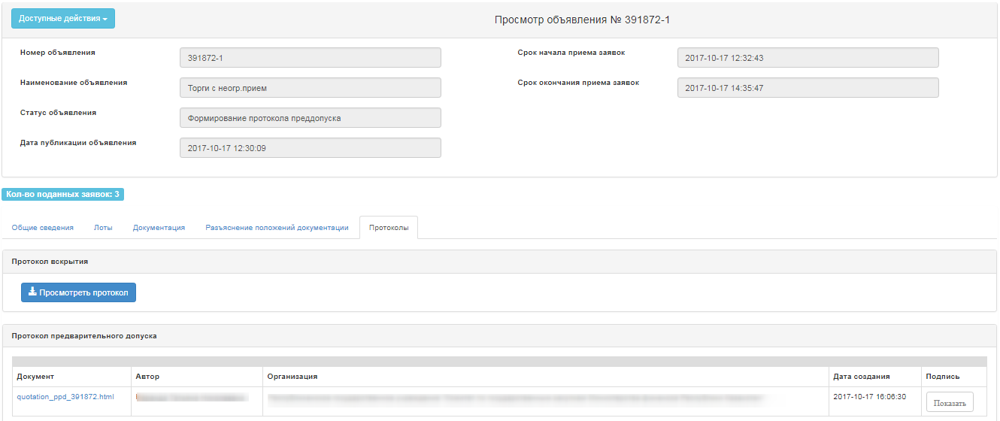 Доступные действия
Просмотр объявления № 391872-1
Номер объявления
391872-1
Срок начала приема заявок
2017-10-17 12:32:43
Наименование объявления
Торги с неогр.прием
Срок окончания приема заявок
2017-10-17 14:35:47
Статус объявления
Формирование протокола преддопуска
Дата публикации объявления
2017-10-17 12:30:09
Кол-во поданных заявок: 3
Общие сведения Лоты Документация Разъяснение положений документации Протоколы
Протокол вскрытия
Просмотреть протокол
Протокол предварительного допуска
Документ Автор Организация Дата создания Подпись
quotation_ppd_391872.html 2017-10-17 16:06:30 Показать